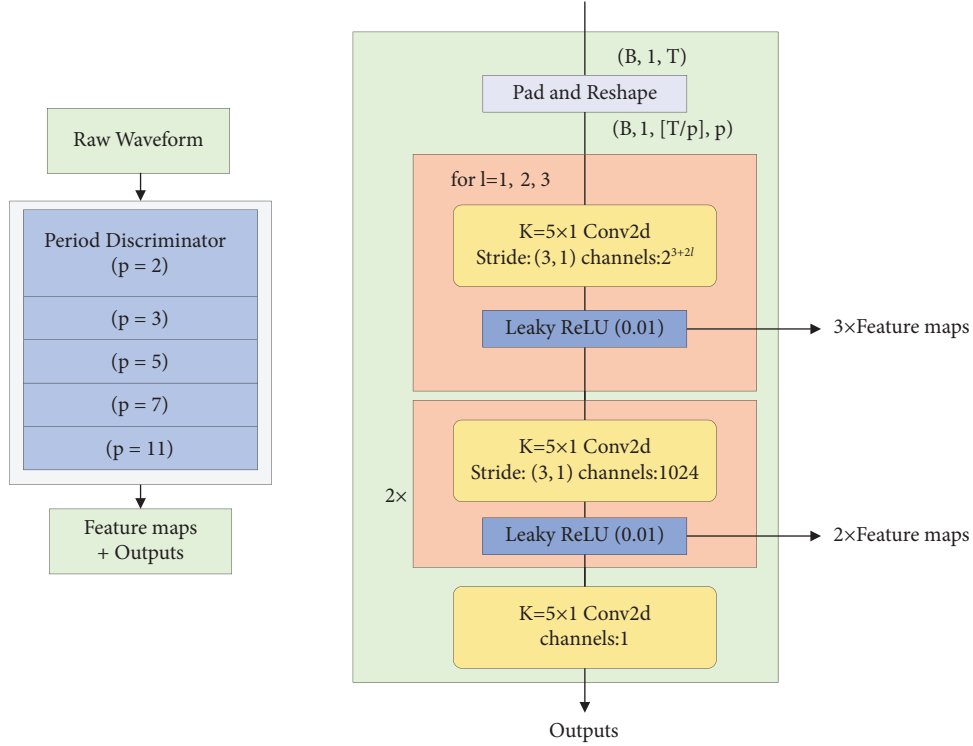 Raw Waveform
Period Discriminator
(p = 2)
(p = 3)
(p = 5)
(p = 7)
(p = 11)
Feature maps
+ Outputs
(B, 1, T)
Pad and Reshape
(B, 1, [T/p], p)
for l=1, 2, 3
K=5×1 Conv2d
Stride: (3, 1) channels:2^{3+2l}
Leaky ReLU (0.01)
3×Feature maps
2×
K=5×1 Conv2d
Stride: (3, 1) channels:1024
Leaky ReLU (0.01)
2×Feature maps
K=5×1 Conv2d
channels:1
Outputs